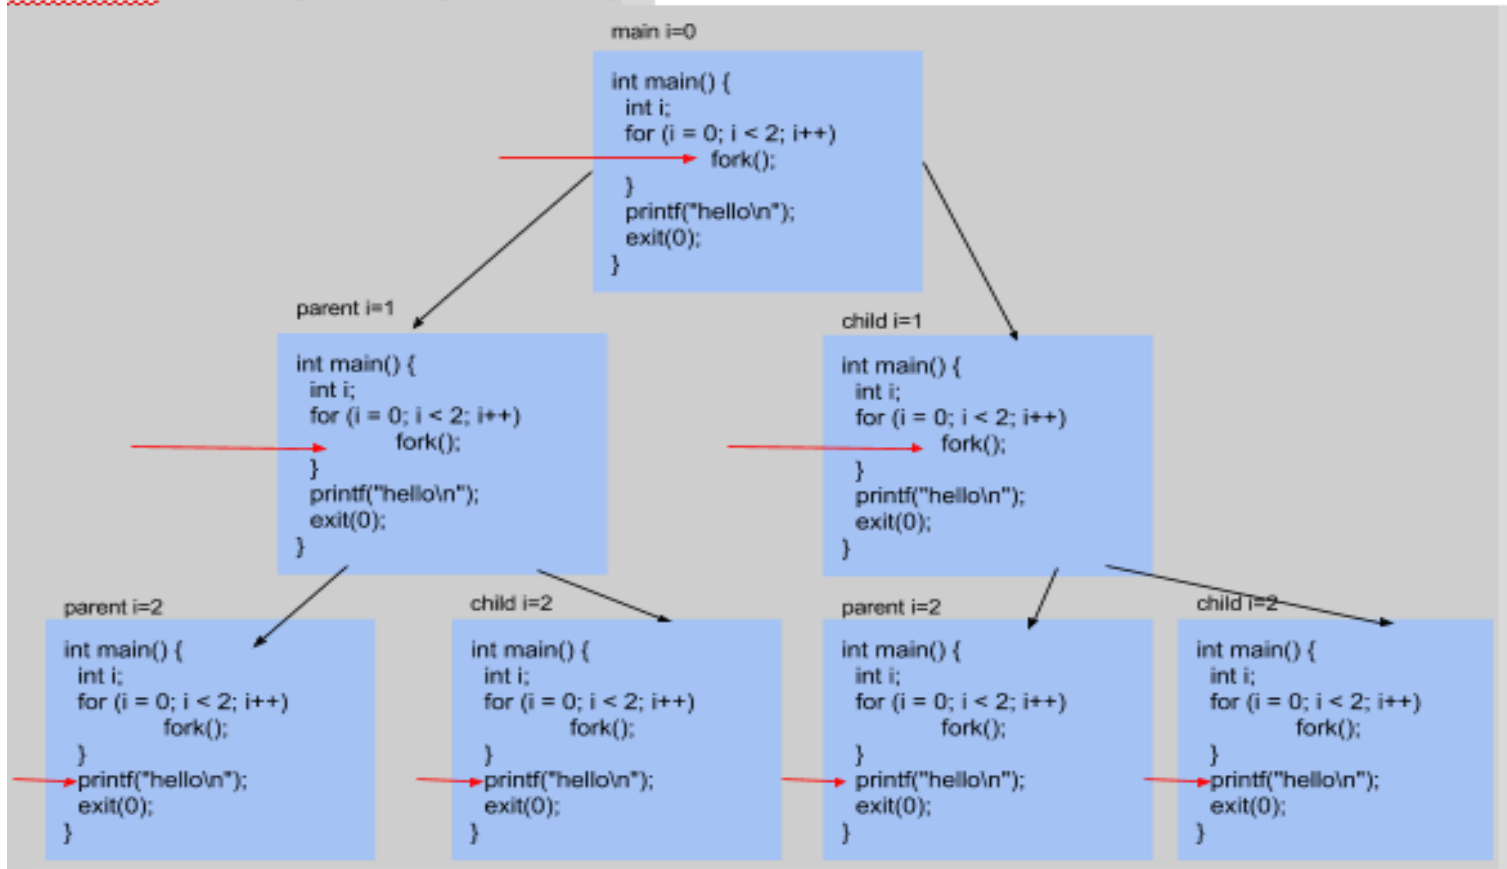 main i=0
int main() {
int i;
for (i = 0; i < 2; i++)
fork();
}
printf("hello\n");
exit(0);
}
parent i=1
int main() {
int i;
for (i = 0; i < 2; i++)
fork();
}
printf("hello\n");
exit(0);
}
child i=1
int main() {
int i;
for (i = 0; i < 2; i++)
fork();
}
printf("hello\n");
exit(0);
}
parent i=2
int main() {
int i;
for (i = 0; i < 2; i++)
fork();
}
printf("hello\n");
exit(0);
}
child i=2
int main() {
int i;
for (i = 0; i < 2; i++)
fork();
}
printf("hello\n");
exit(0);
}
parent i=2
int main() {
int i;
for (i = 0; i < 2; i++)
fork();
}
printf("hello\n");
exit(0);
}
child i=2
int main() {
int i;
for (i = 0; i < 2; i++)
fork();
}
printf("hello\n");
exit(0);
}